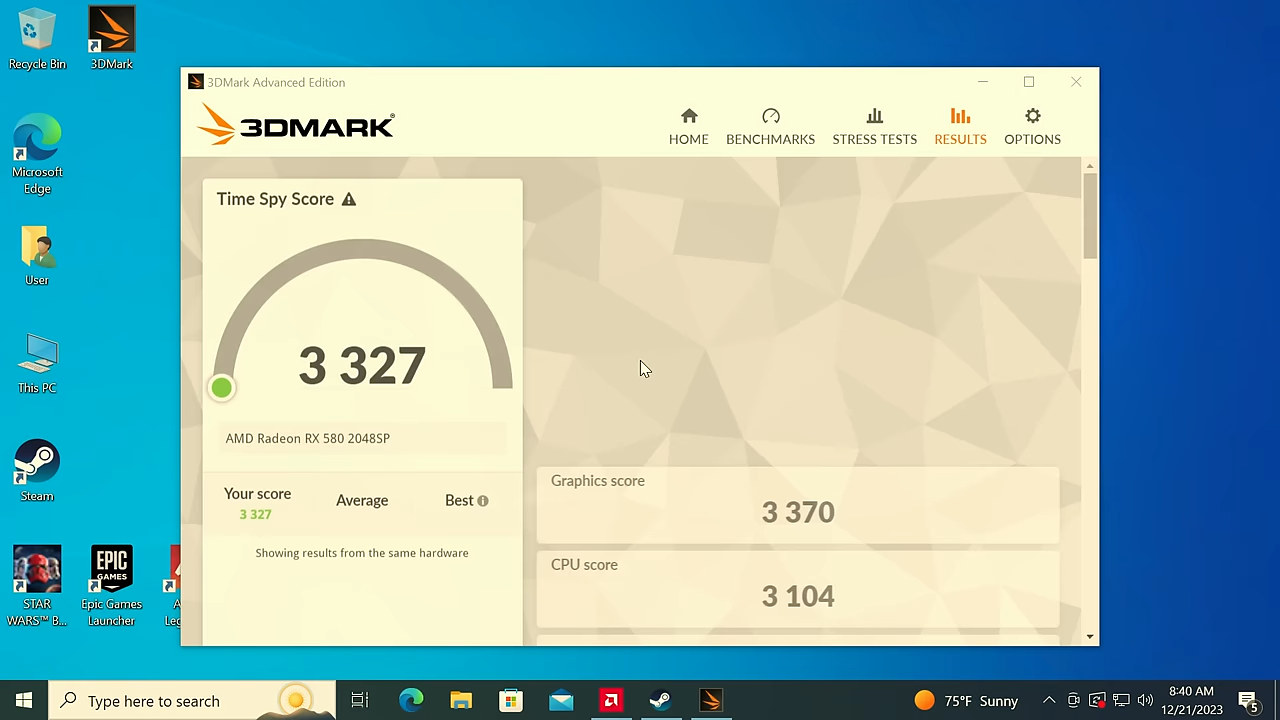 Recycle Bin
3DMark
Microsoft
Edge
User
This PC
Steam
STAR
WARS™ B...
EPIC
GAMES
Epic Games
Launcher
3DMark Advanced Edition
3DMARK®
HOME
BENCHMARKS
STRESS TESTS
RESULTS
OPTIONS
Time Spy Score
3 327
AMD Radeon RX 580 2048SP
Your score
3 327
Average
Best
Showing results from the same hardware
Graphics score
3 370
CPU score
3 104
Type here to search
75°F Sunny
8:40 AM
12/21/2023
5